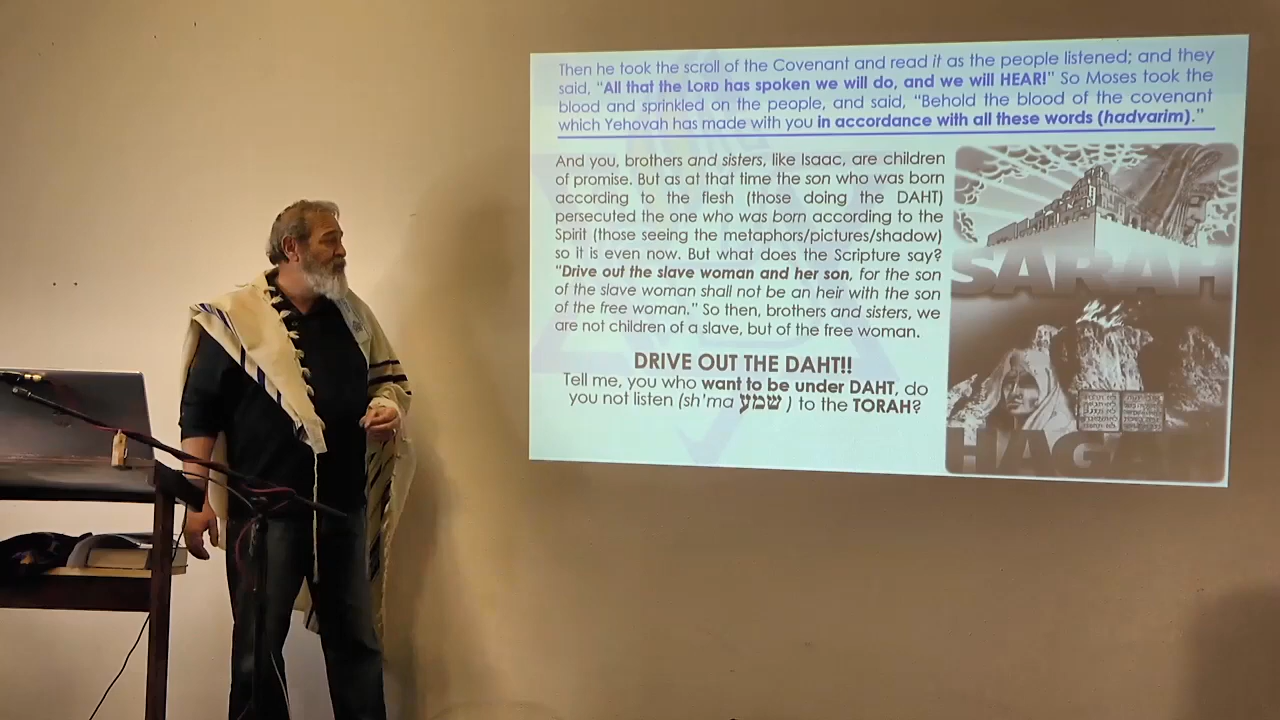 Then he took the scroll of the Covenant and read it as the people listened; and they
said, “All that the LORD has spoken we will do, and we will HEAR!” So Moses took the
blood and sprinkled on the people, and said, “Behold the blood of the covenant
which Yehovah has made with you in accordance with all these words (hadvarim).”
And you, brothers and sisters, like Isaac, are children
of promise. But as at that time the son who was born
according to the flesh (those doing the DAHT)
persecuted the one who was born according to the
Spirit (those seeing the metaphors/pictures/shadow)
so it is even now. But what does the Scripture say?
“Drive out the slave woman and her son, for the son
of the slave woman shall not be an heir with the son
of the free woman.” So then, brothers and sisters, we
are not children of a slave, but of the free woman.
DRIVE OUT THE DAHT!!
Tell me, you who want to be under DAHT, do
you not listen (sh’ma שמע ) to the TORAH?
SARAH
HAGAR